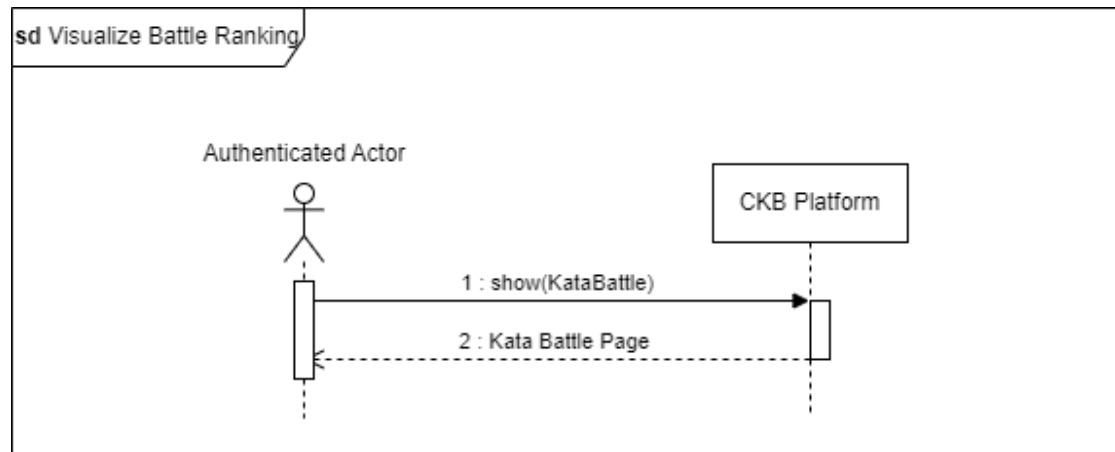 sd Visualize Battle Ranking
Authenticated Actor
CKB Platform
1 : show(KataBattle)
2 : Kata Battle Page